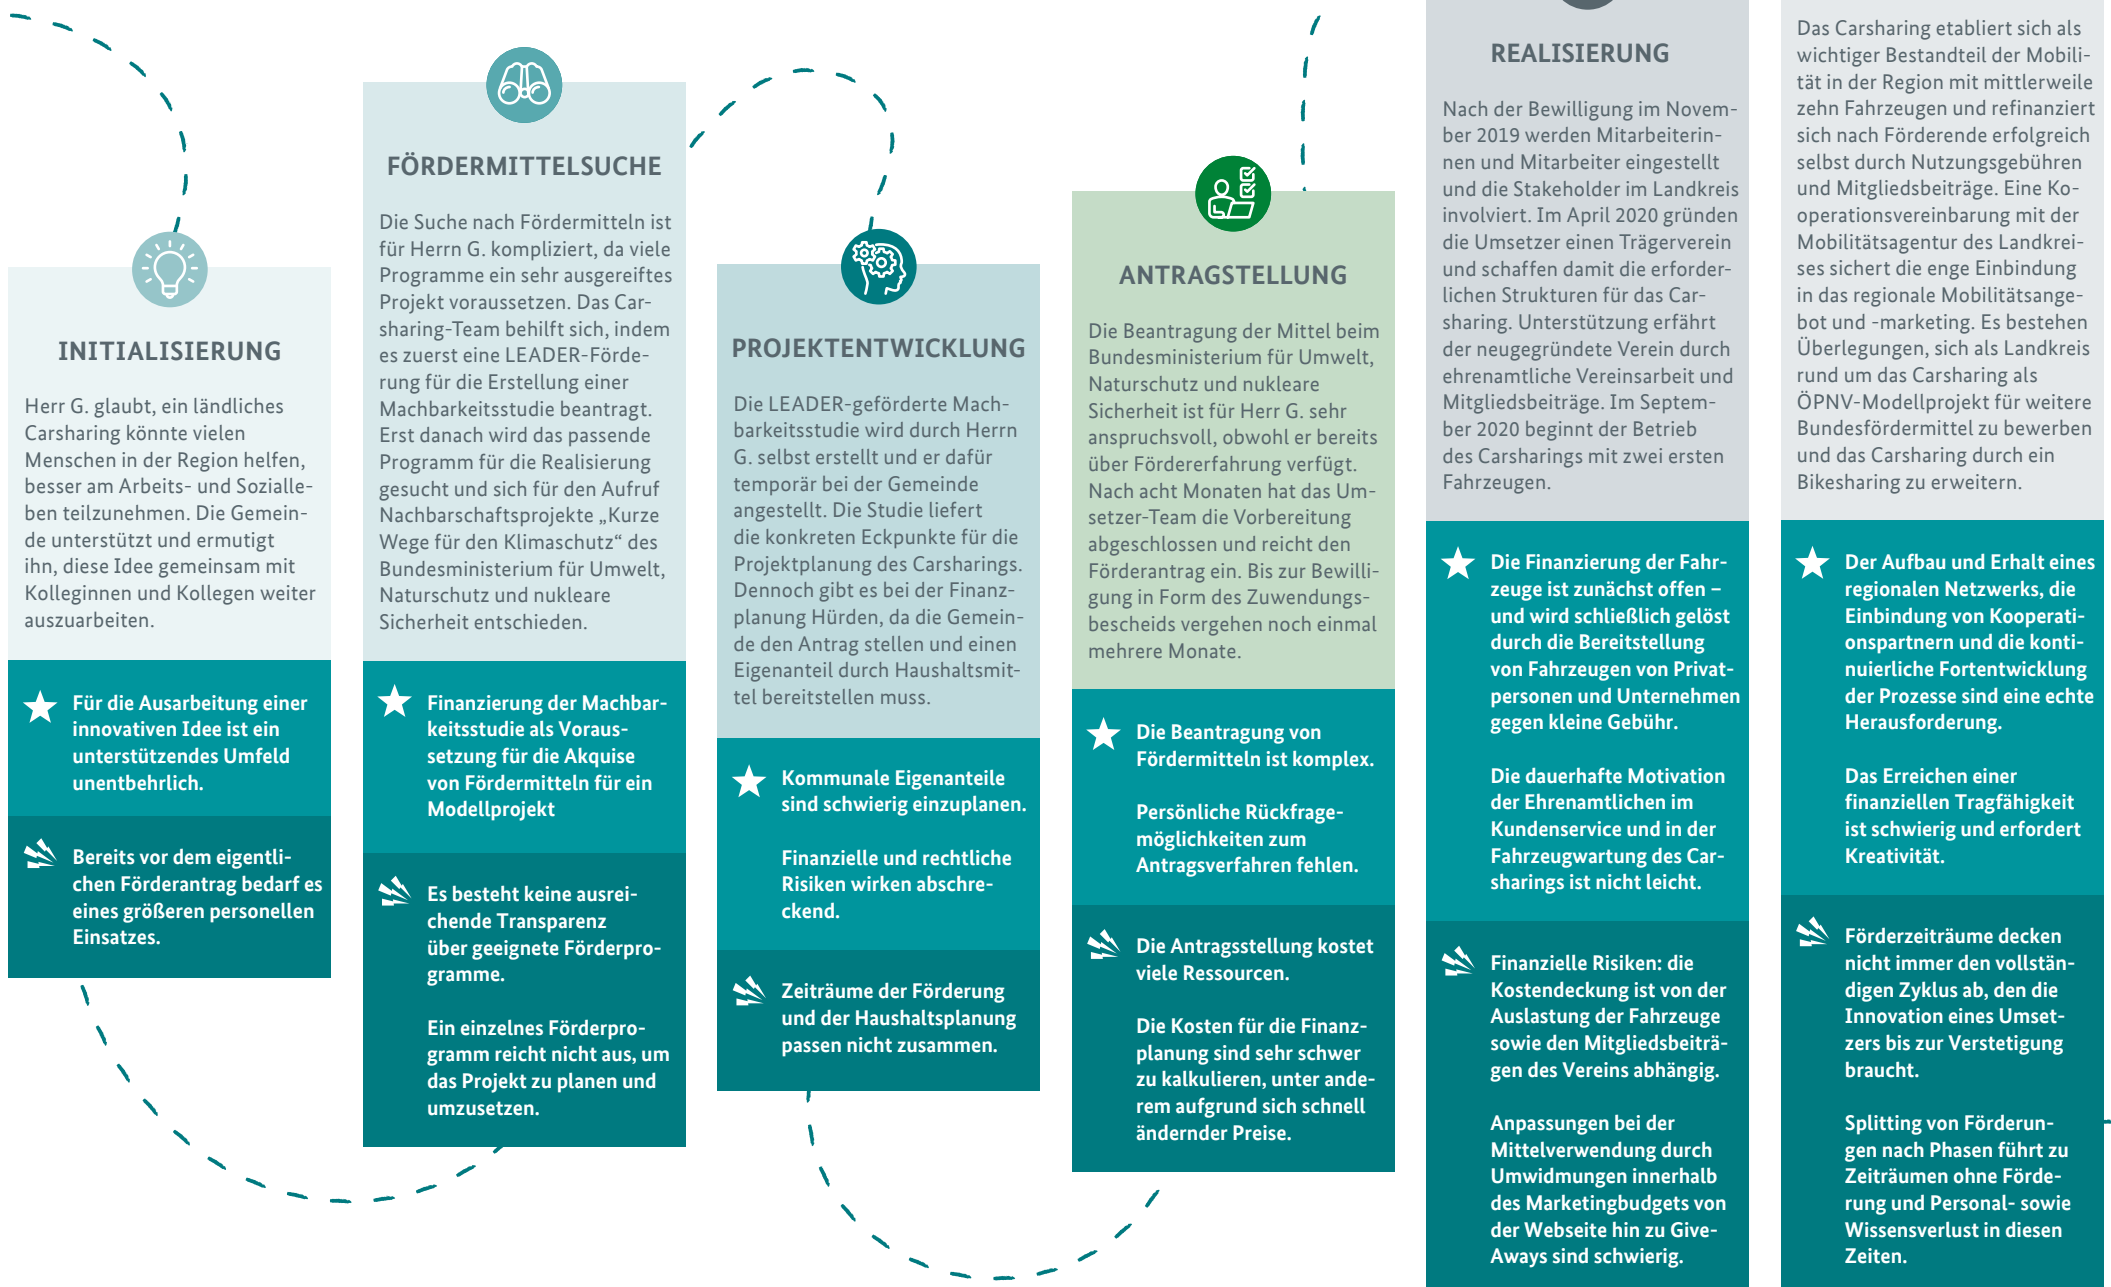 INITIALISIERUNG
Herr G. glaubt, ein ländliches
Carsharing könnte vielen
Menschen in der Region helfen,
besser am Arbeits- und Sozialle-
ben teilzunehmen. Die Gemein-
de unterstützt und ermutigt
ihn, diese Idee gemeinsam mit
Kolleginnen und Kollegen weiter
auszuarbeiten.
Für die Ausarbeitung einer
innovativen Idee ist ein
unterstützendes Umfeld
unentbehrlich.
Bereits vor dem eigentli-
chen Förderantrag bedarf es
eines größeren personellen
Einsatzes.
FÖRDERMITTELSUCHE
Die Suche nach Fördermitteln ist
für Herrn G. kompliziert, da viele
Programme ein sehr ausgereiftes
Projekt voraussetzen. Das Car-
sharing-Team behilft sich, indem
es zuerst eine LEADER-Förde-
rung für die Erstellung einer
Machbarkeitsstudie beantragt.
Erst danach wird das passende
Programm für die Realisierung
gesucht und sich für den Aufruf
Nachbarschaftsprojekte „Kurze
Wege für den Klimaschutz“ des
Bundesministerium für Umwelt,
Naturschutz und nukleare
Sicherheit entschieden.
Finanzierung der Machbar-
keitsstudie als Voraus-
setzung für die Akquise
von Fördermitteln für ein
Modellprojekt
Es besteht keine ausrei-
chende Transparenz
über geeignete Förderpro-
gramme.
Ein einzelnes Förderpro-
gramm reicht nicht aus, um
das Projekt zu planen und
umzusetzen.
PROJEKTENTWICKLUNG
Die LEADER-geförderte Mach-
barkeitsstudie wird durch Herrn
G. selbst erstellt und er dafür
temporär bei der Gemeinde
angestellt. Die Studie liefert
die konkreten Eckpunkte für die
Projektplanung des Carsharings.
Dennoch gibt es bei der Finanz-
planung Hürden, da die Gemein-
de den Antrag stellen und einen
Eigenanteil durch Haushaltsmit-
tel bereitstellen muss.
Kommunale Eigenanteile
sind schwierig einzuplanen.
Finanzielle und rechtliche
Risiken wirken abschre-
ckend.
Zeiträume der Förderung
und der Haushaltsplanung
passen nicht zusammen.
ANTRAGSTELLUNG
Die Beantragung der Mittel beim
Bundesministerium für Umwelt,
Naturschutz und nukleare
Sicherheit ist für Herr G. sehr
anspruchsvoll, obwohl er bereits
über Fördererfahrung verfügt.
Nach acht Monaten hat das Um-
setzer-Team die Vorbereitung
abgeschlossen und reicht den
Förderantrag ein. Bis zur Bewilli-
gung in Form des Zuwendungs-
bescheids vergehen noch einmal
mehrere Monate.
Die Beantragung von
Fördermitteln ist komplex.
Persönliche Rückfrage-
möglichkeiten zum
Antragsverfahren fehlen.
Die Antragsstellung kostet
viele Ressourcen.
Die Kosten für die Finanz-
planung sind sehr schwer
zu kalkulieren, unter ande-
rem aufgrund sich schnell
ändernder Preise.
REALISIERUNG
Nach der Bewilligung im Novem-
ber 2019 werden Mitarbeiterin-
nen und Mitarbeiter eingestellt
und die Stakeholder im Landkreis
involviert. Im April 2020 gründen
die Umsetzer einen Trägerverein
und schaffen damit die erforder-
lichen Strukturen für das Car-
sharing. Unterstützung erfährt
der neugegründete Verein durch
ehrenamtliche Vereinsarbeit und
Mitgliedsbeiträge. Im Septem-
ber 2020 beginnt der Betrieb
des Carsharings mit zwei ersten
Fahrzeugen.
Die Finanzierung der Fahr-
zeuge ist zunächst offen –
und wird schließlich gelöst
durch die Bereitstellung
von Fahrzeugen von Privat-
personen und Unternehmen
gegen kleine Gebühr.
Die dauerhafte Motivation
der Ehrenamtlichen im
Kundenservice und in der
Fahrzeugwartung des Car-
sharings ist nicht leicht.
Finanzielle Risiken: die
Kostendeckung ist von der
Auslastung der Fahrzeuge
sowie den Mitgliedsbeiträ-
gen des Vereins abhängig.
Anpassungen bei der
Mittelverwendung durch
Umwidmungen innerhalb
des Marketingbudgets von
der Webseite hin zu Give-
Aways sind schwierig.
Das Carsharing etabliert sich als
wichtiger Bestandteil der Mobili-
tät in der Region mit mittlerweile
zehn Fahrzeugen und refinanziert
sich nach Förderende erfolgreich
selbst durch Nutzungsgebühren
und Mitgliedsbeiträge. Eine Ko-
operationsvereinbarung mit der
Mobilitätsagentur des Landkrei-
ses sichert die enge Einbindung
in das regionale Mobilitätsange-
bot und -marketing. Es bestehen
Überlegungen, sich als Landkreis
rund um das Carsharing als
ÖPNV-Modellprojekt für weitere
Bundesfördermittel zu bewerben
und das Carsharing durch ein
Bikesharing zu erweitern.
Der Aufbau und Erhalt eines
regionalen Netzwerks, die
Einbindung von Kooperati-
onspartnern und die konti-
nuierliche Fortentwicklung
der Prozesse sind eine echte
Herausforderung.
Das Erreichen einer
finanziellen Tragfähigkeit
ist schwierig und erfordert
Kreativität.
Förderzeiträume decken
nicht immer den vollstän-
digen Zyklus ab, den die
Innovation eines Umset-
zers bis zur Verstetigung
braucht.
Splitting von Förderun-
gen nach Phasen führt zu
Zeiträumen ohne Förde-
rung und Personal- sowie
Wissensverlust in diesen
Zeiten.